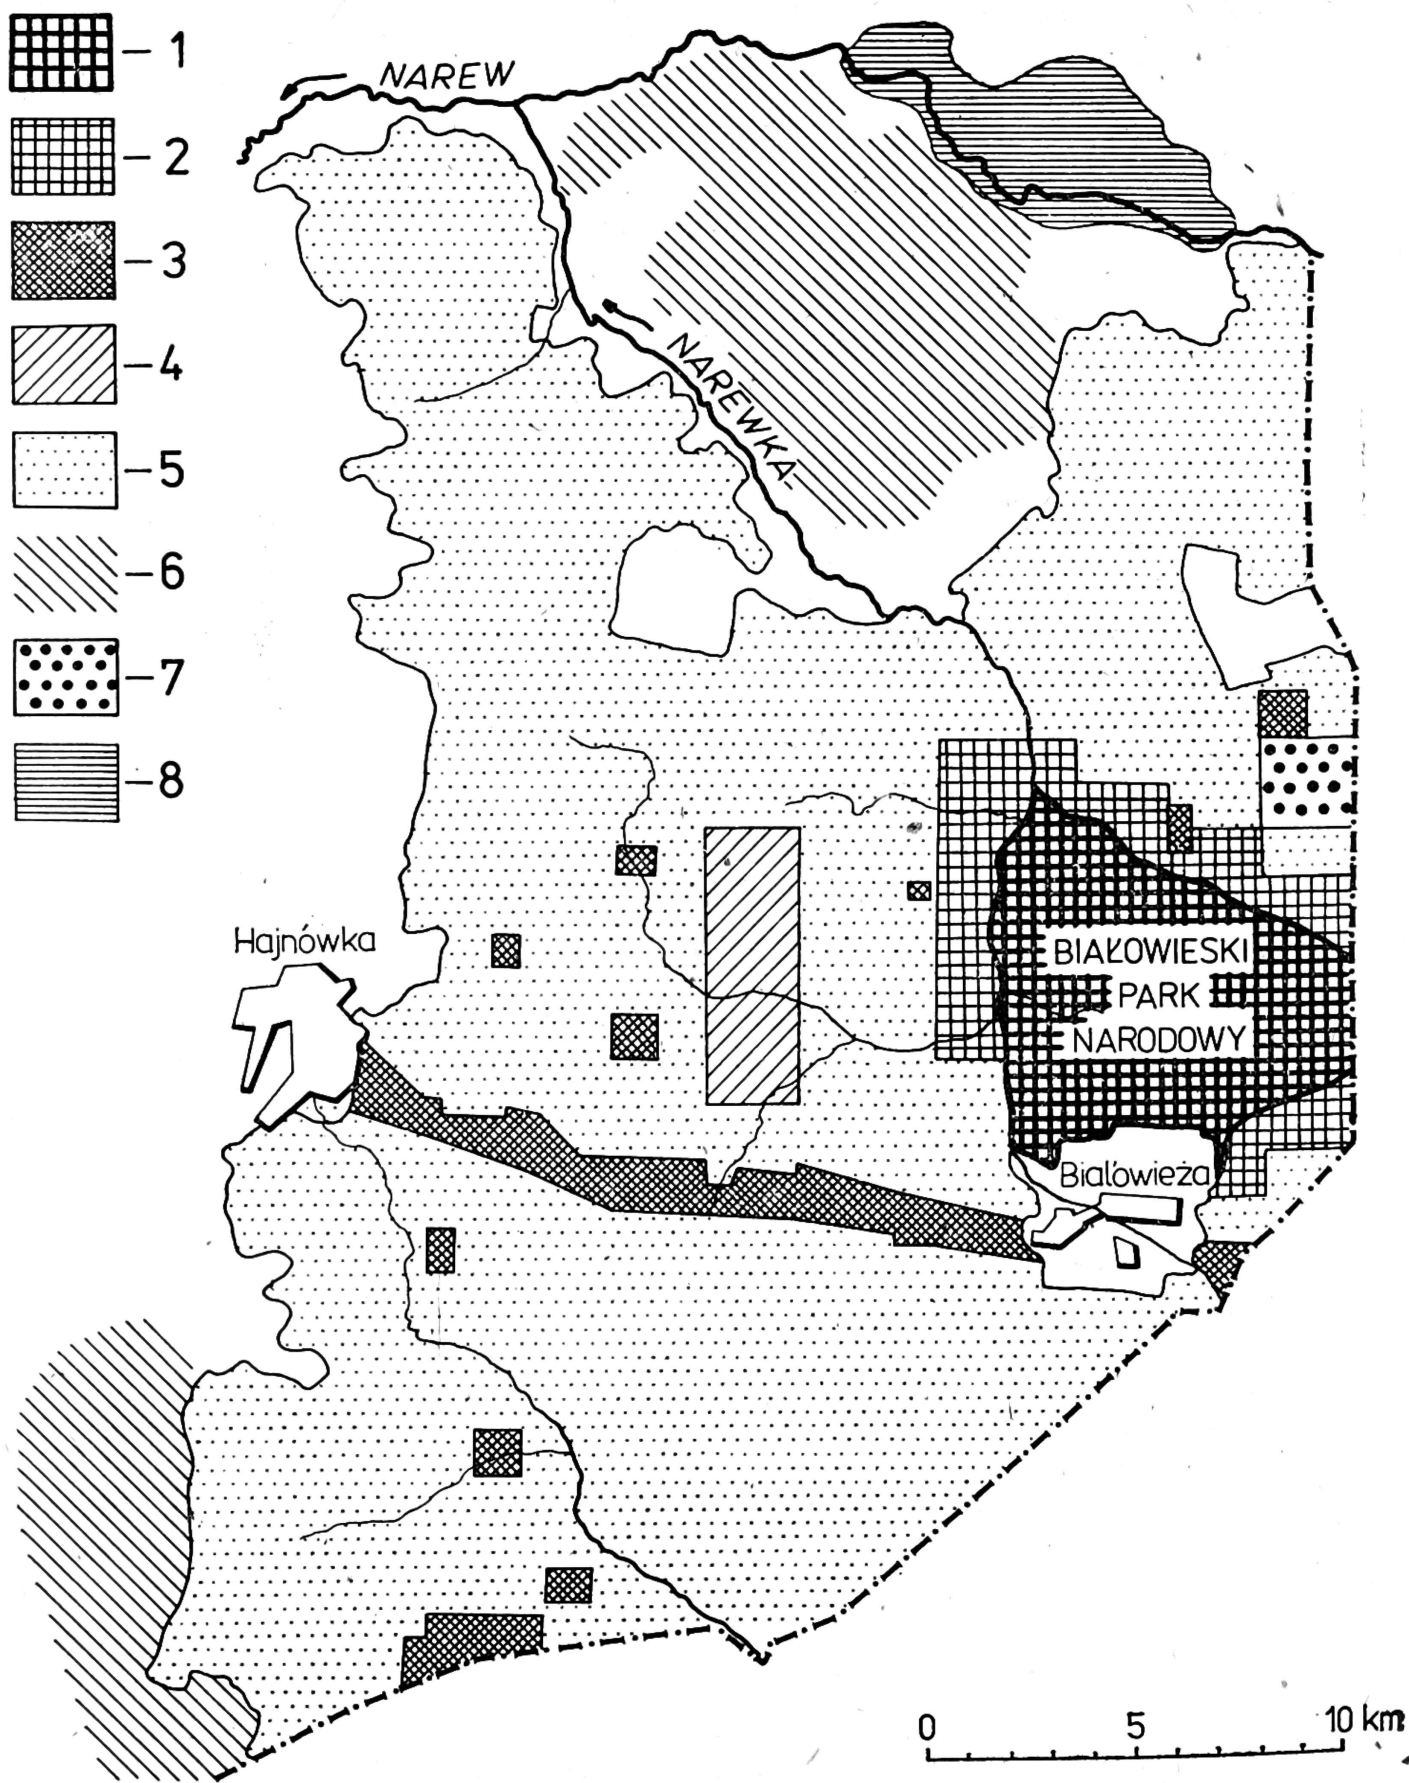 – 1
– 2
– 3
– 4
– 5
– 6
– 7
– 8
NAREW
NAREWKA
Hajnówka
BIAŁOWIESKI
PARK
NARODOWY
Białowieża
0 5 10 km